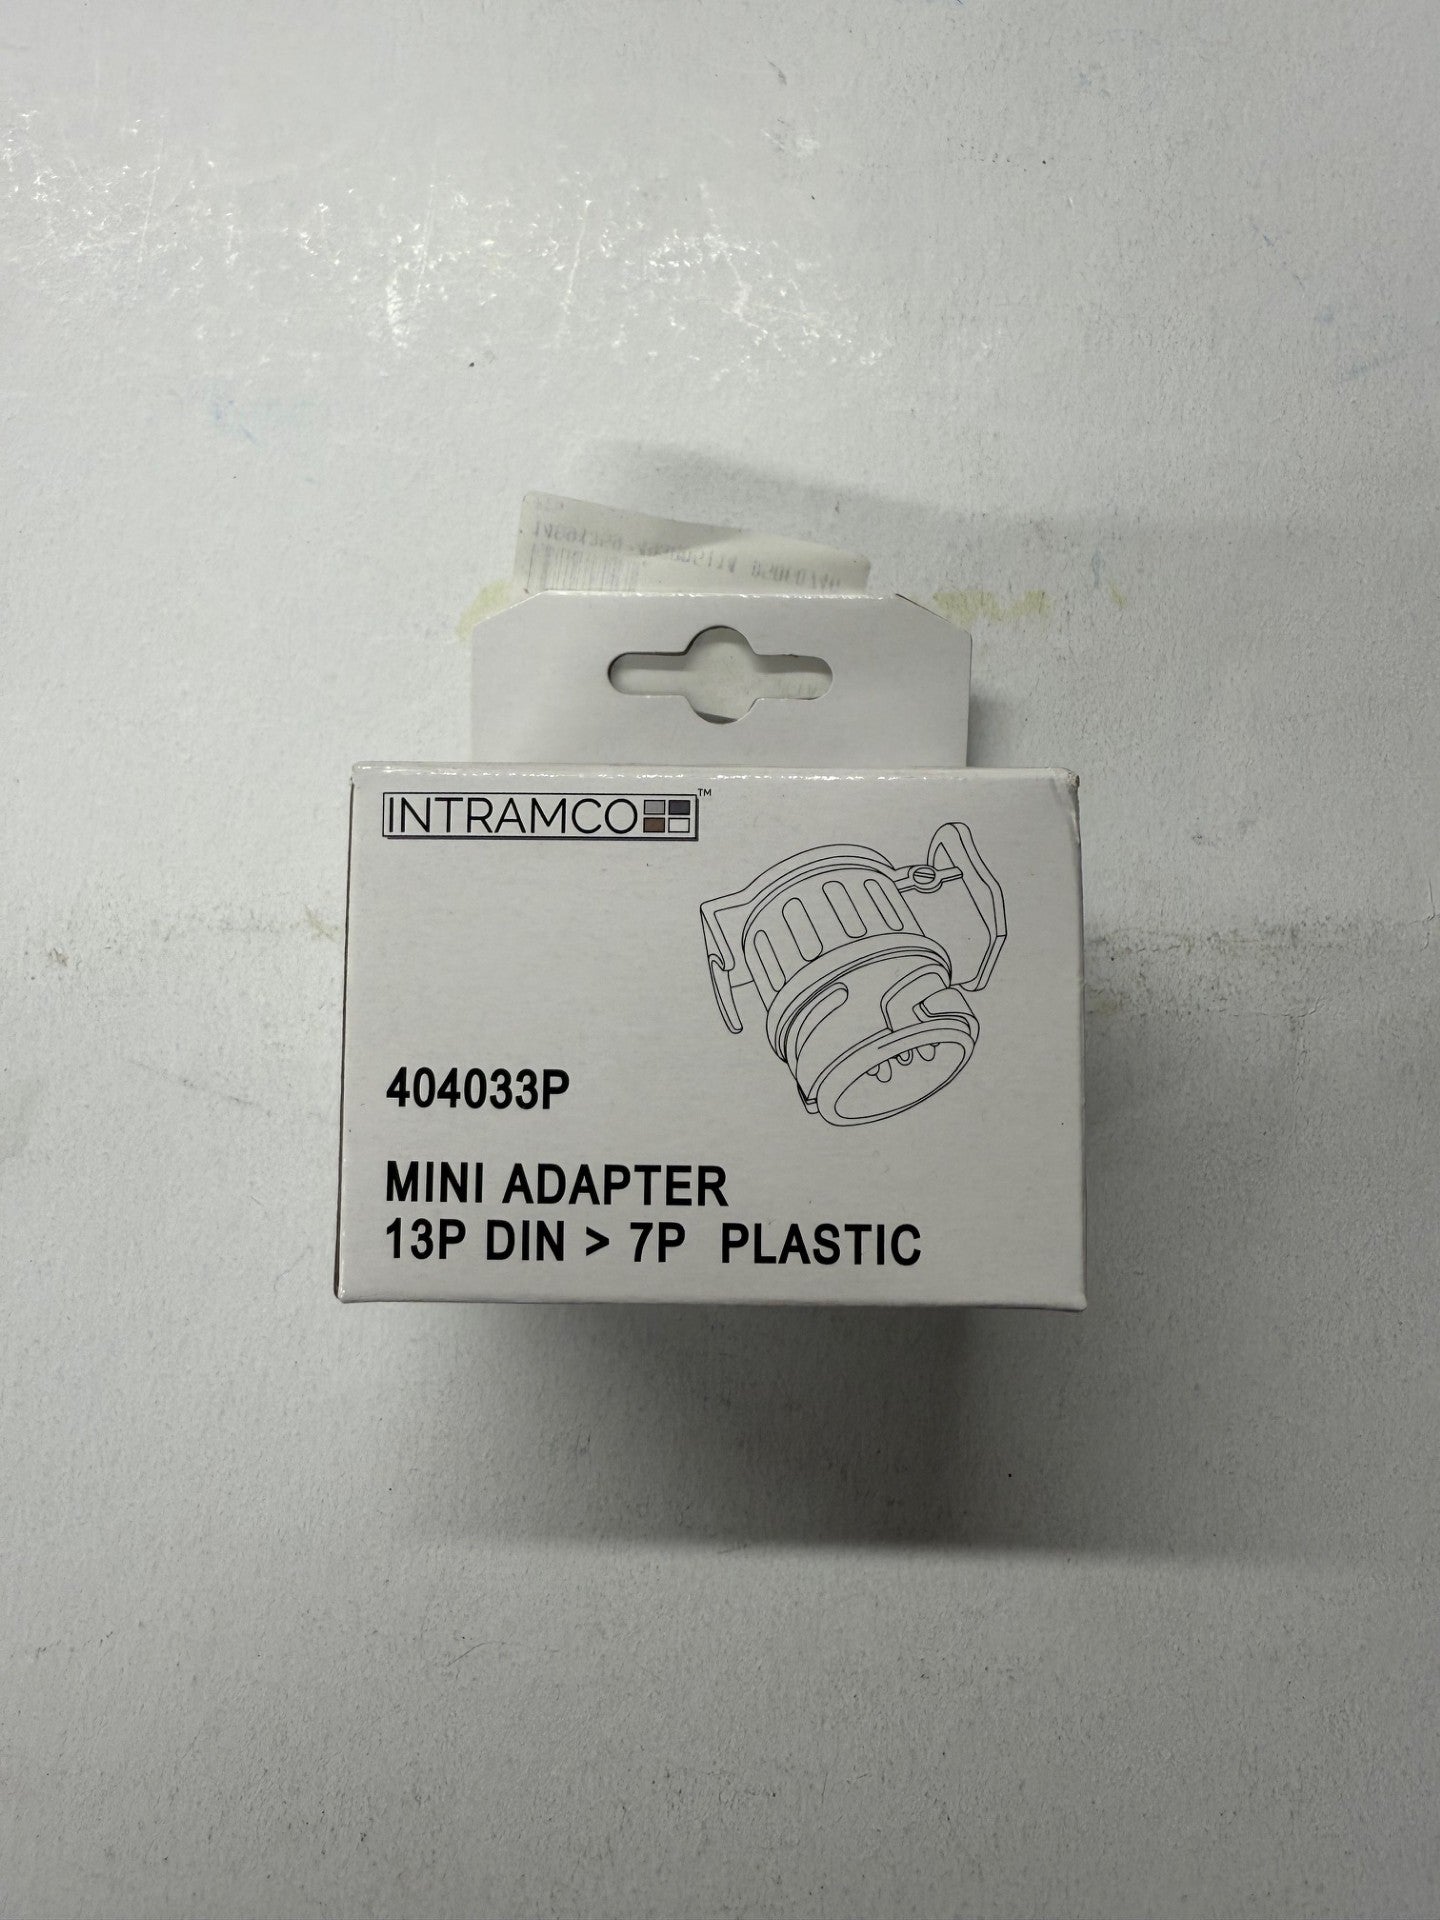 INTRAMCO™
404033P
MINI ADAPTER
13P DIN > 7P PLASTIC